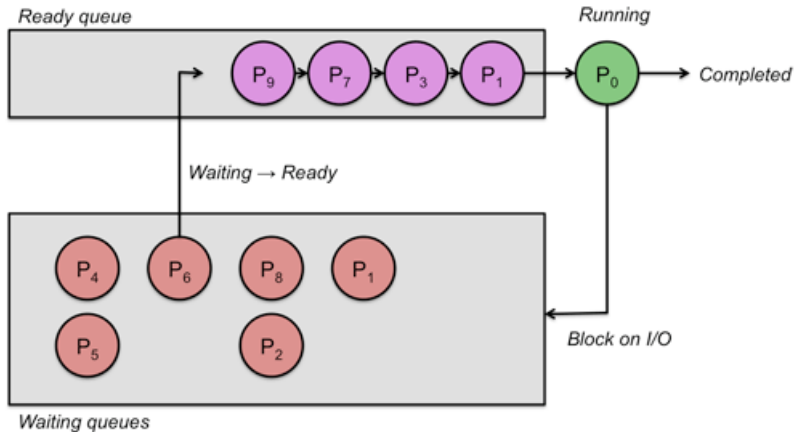 Ready queue
Running
P9
P7
P3
P1
P0
Completed
Waiting → Ready
P4
P6
P8
P1
P5
P2
Block on I/O
Waiting queues